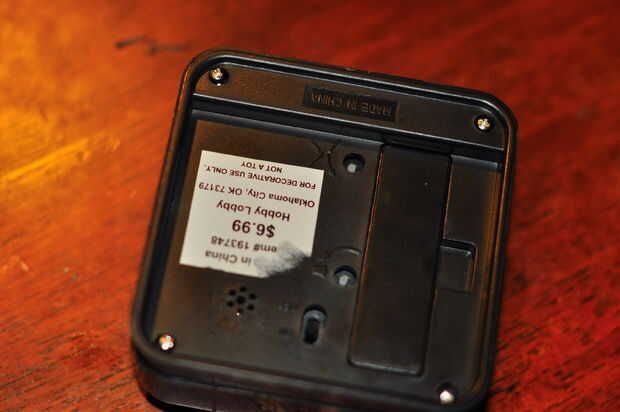 in China
em# 193748
$6.99
Hobby Lobby
Oklahoma City, OK 73179
FOR DECORATIVE USE ONLY.
NOT A TOY
MADE IN CHINA